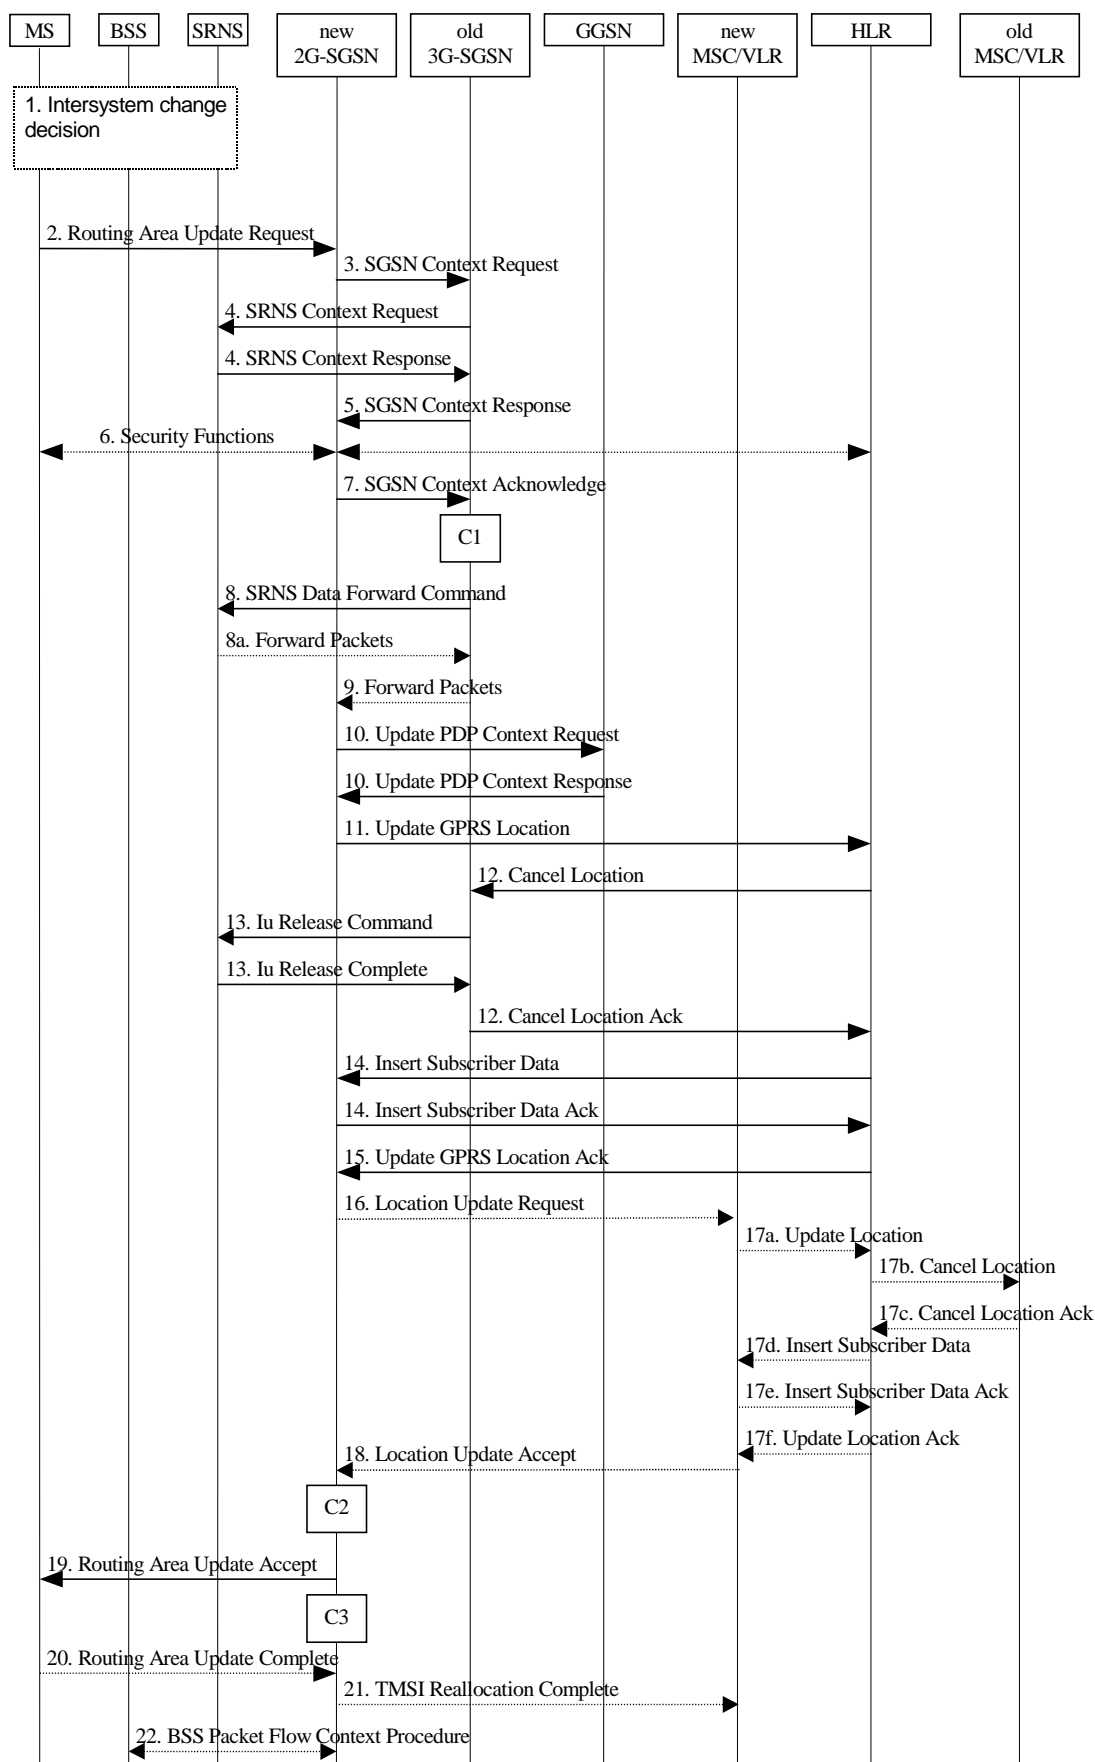 MS
BSS
SRNS
new
2G-SGSN
old
3G-SGSN
GGSN
new
MSC/VLR
HLR
old
MSC/VLR
1. Intersystem change
decision
2. Routing Area Update Request
3. SGSN Context Request
4. SRNS Context Request
4. SRNS Context Response
5. SGSN Context Response
6. Security Functions
7. SGSN Context Acknowledge
C1
8. SRNS Data Forward Command
8a. Forward Packets
9. Forward Packets
10. Update PDP Context Request
10. Update PDP Context Response
11. Update GPRS Location
12. Cancel Location
13. Iu Release Command
13. Iu Release Complete
12. Cancel Location Ack
14. Insert Subscriber Data
14. Insert Subscriber Data Ack
15. Update GPRS Location Ack
16. Location Update Request
17a. Update Location
17b. Cancel Location
17c. Cancel Location Ack
17d. Insert Subscriber Data
17e. Insert Subscriber Data Ack
17f. Update Location Ack
18. Location Update Accept
C2
19. Routing Area Update Accept
C3
20. Routing Area Update Complete
21. TMSI Reallocation Complete
22. BSS Packet Flow Context Procedure